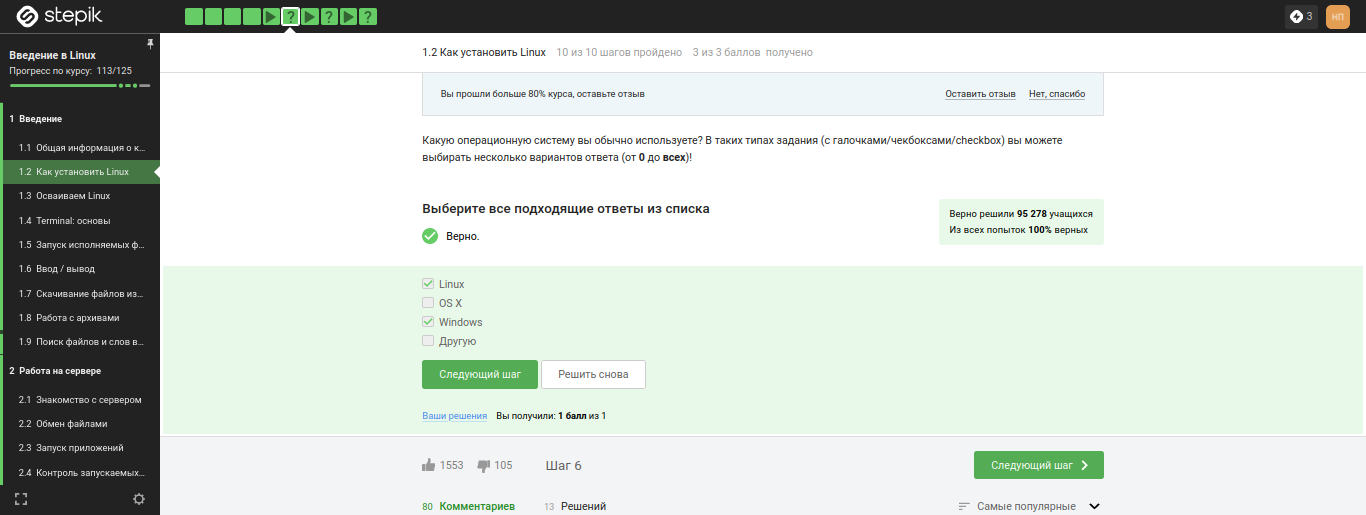 stepik
? ? ?
3
НП
Введение в Linux
Прогресс по курсу: 113/125
1 Введение
1.1 Общая информация о к...
1.2 Как установить Linux
1.3 Осваиваем Linux
1.4 Terminal: основы
1.5 Запуск исполняемых ф...
1.6 Ввод / вывод
1.7 Скачивание файлов из...
1.8 Работа с архивами
1.9 Поиск файлов и слов в...
2 Работа на сервере
2.1 Знакомство с сервером
2.2 Обмен файлами
2.3 Запуск приложений
2.4 Контроль запускаемых...
1.2 Как установить Linux 10 из 10 шагов пройдено 3 из 3 баллов получено
Вы прошли больше 80% курса, оставьте отзыв Оставить отзыв Нет, спасибо
Какую операционную систему вы обычно используете? В таких типах задания (с галочками/чекбоксами/checkbox) вы можете
выбирать несколько вариантов ответа (от 0 до всех)!
Выберите все подходящие ответы из списка
Верно.
Верно решили 95 278 учащихся
Из всех попыток 100% верных
Linux
OS X
Windows
Другую
Следующий шаг Решить снова
Ваши решения Вы получили: 1 балл из 1
1553 105 Шаг 6 Следующий шаг
80 Комментариев 13 Решений Самые популярные